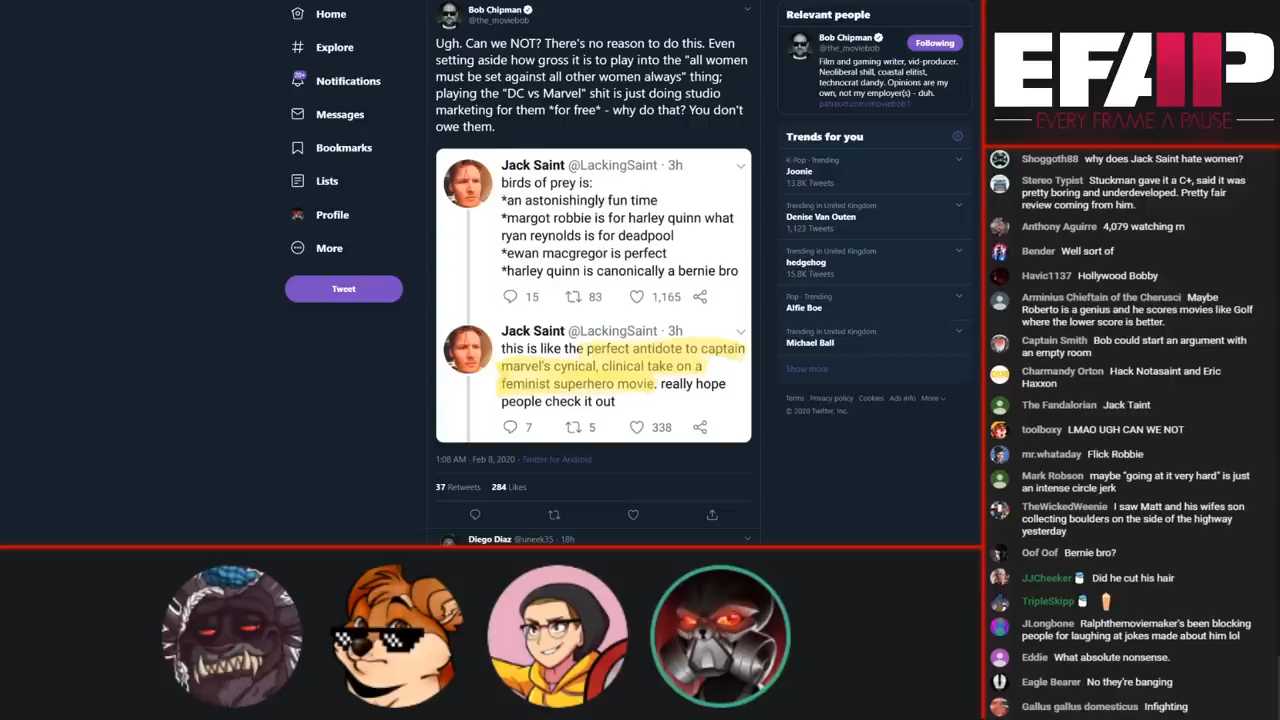 Home
Explore
20+
Notifications
Messages
Bookmarks
Lists
Profile
More
Tweet
Bob Chipman
@the_moviebob
Ugh. Can we NOT? There's no reason to do this. Even
setting aside how gross it is to play into the "all women
must be set against all other women always" thing;
playing the "DC vs Marvel" shit is just doing studio
marketing for them *for free* - why do that? You don't
owe them.
Jack Saint @LackingSaint · 3h
birds of prey is:
*an astonishingly fun time
*margot robbie is for harley quinn what
ryan reynolds is for deadpool
*ewan macgregor is perfect
*harley quinn is canonically a bernie bro
15 83 1,165
Jack Saint @LackingSaint · 3h
this is like the perfect antidote to captain
marvel's cynical, clinical take on a
feminist superhero movie. really hope
people check it out
7 5 338
1:08 AM · Feb 8, 2020 · Twitter for Android
37 Retweets 284 Likes
Diego Diaz @uneek35 · 18h
Relevant people
Bob Chipman
@the_moviebob
Following
Film and gaming writer, vid-producer.
Neoliberal shill, coastal elitist,
technocrat dandy. Opinions are my
own, not my employer(s) - duh.
patreon.com/moviebob1
Trends for you
K-Pop · Trending
Joonie
13.8K Tweets
Trending in United Kingdom
Denise Van Outen
1,123 Tweets
Trending in United Kingdom
hedgehog
15.8K Tweets
Pop · Trending
Alfie Boe
Trending in United Kingdom
Michael Ball
Show more
Terms Privacy policy Cookies Ads info More
© 2020 Twitter, Inc.
EFAP
EVERY FRAME A PAUSE
Shoggoth88 why does Jack Saint hate women?
Stereo Typist Stuckman gave it a C+, said it was
pretty boring and underdeveloped. Pretty fair
review coming from him.
Anthony Aguirre 4,079 watching rn
Bender Well sort of
Havic1137 Hollywood Bobby
Arminius Chieftain of the Cherusci Maybe
Roberto is a genius and he scores movies like Golf
where the lower score is better.
Captain Smith Bob could start an argument with
an empty room
Charmandy Orton Hack Notasaint and Eric
Haxxon
The Fandalorian Jack Taint
toolboxy LMAO UGH CAN WE NOT
mr.whataday Flick Robbie
Mark Robson maybe "going at it very hard" is just
an intense circle jerk
TheWickedWeenie I saw Matt and his wifes son
collecting boulders on the side of the highway
yesterday
Oof Oof Bernie bro?
JJCheeker Did he cut his hair
TripleSkipp
JLongbone Ralphthemoviemaker's been blocking
people for laughing at jokes made about him lol
Eddie What absolute nonsense.
Eagle Bearer No they're banging
Gallus gallus domesticus Infighting